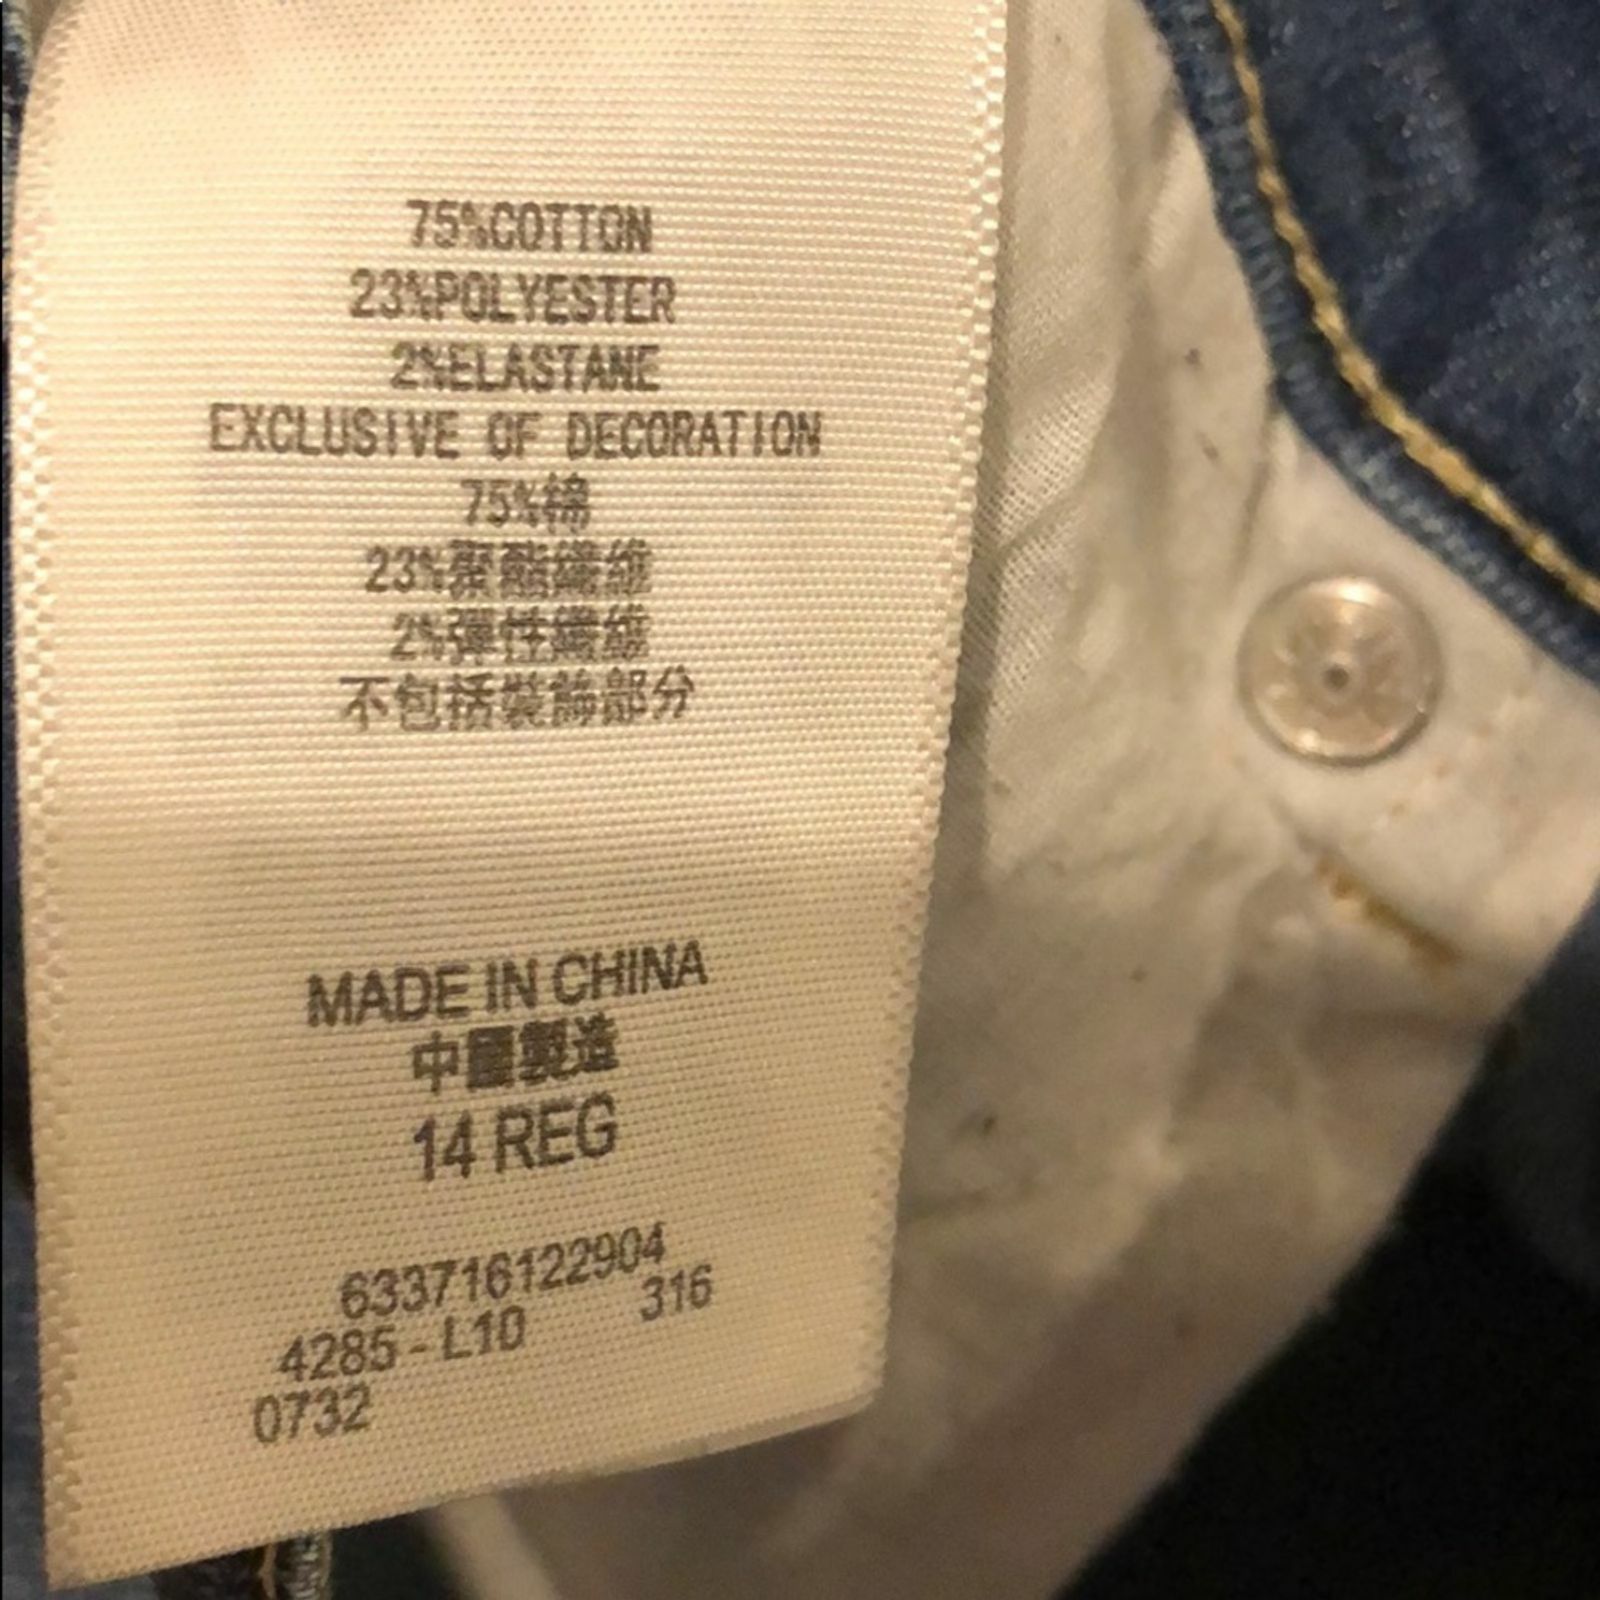 75%COTTON
23%POLYESTER
2%ELASTANE
EXCLUSIVE OF DECORATION
75%棉
23%聚酯纖維
2%彈性纖維
不包括裝飾部分
MADE IN CHINA
中國製造
14 REG
633716122904
4285-L10 316
0732